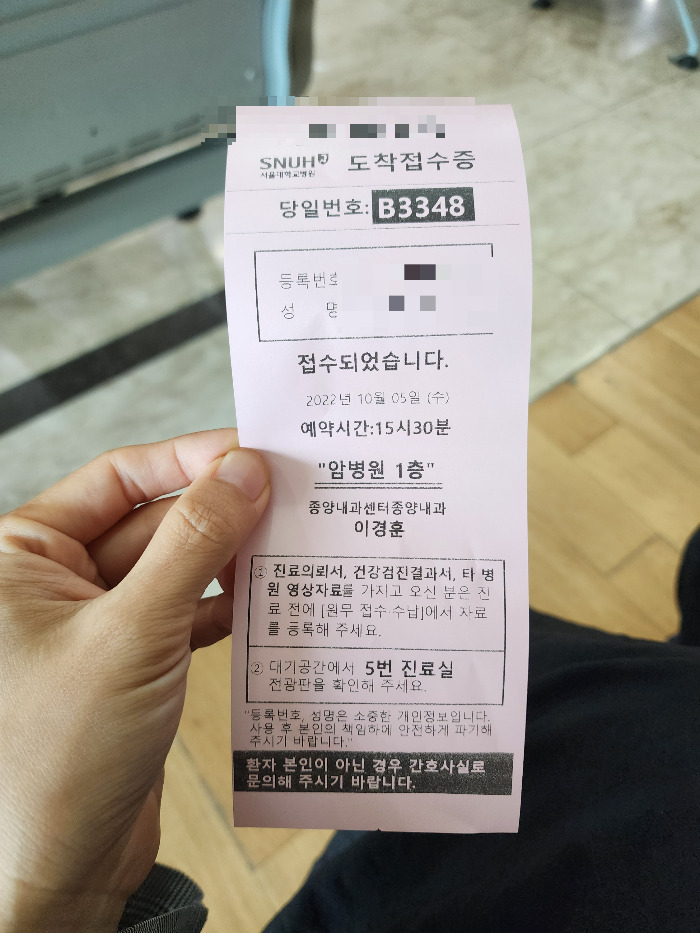 SNUH 도착접수증
서울대학교병원
당일번호: B3348
등록번호
성 명
접수되었습니다.
2022년 10월 05일 (수)
예약시간:15시30분
"암병원 1층"
종양내과센터종양내과
이경훈
① 진료의뢰서, 건강검진결과서, 타 병
원 영상자료를 가지고 오신 분은 진
료 전에 [원무 접수·수납]에서 자료
를 등록해 주세요.
② 대기공간에서 5번 진료실
전광판을 확인해 주세요.
"등록번호, 성명은 소중한 개인정보입니다.
사용 후 본인의 책임하에 안전하게 파기해
주시기 바랍니다."
환자 본인이 아닌 경우 간호사실로
문의해 주시기 바랍니다.